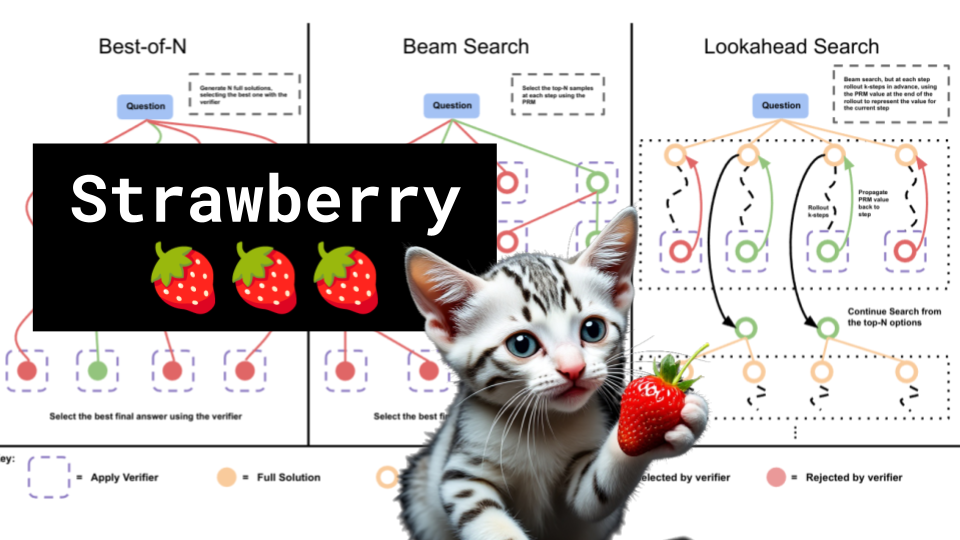 Best-of-N
Question
Generate N full solutions,
selecting the best one with the
verifier
Beam Search
Question
Select the top-N samples
at each step using the
PRM
Lookahead Search
Question
Beam search, but at each step
rollout k-steps in advance, using
the PRM value at the end of the
rollout to represent the value for
the current step
Strawberry
Rollout
k-steps
Propagate
PRM value
back to
step
Continue Search from
the top-N options
Select the best final answer using the verifier
Select the best
ey:
= Apply Verifier
= Full Solution
elected by verifier
= Rejected by verifier